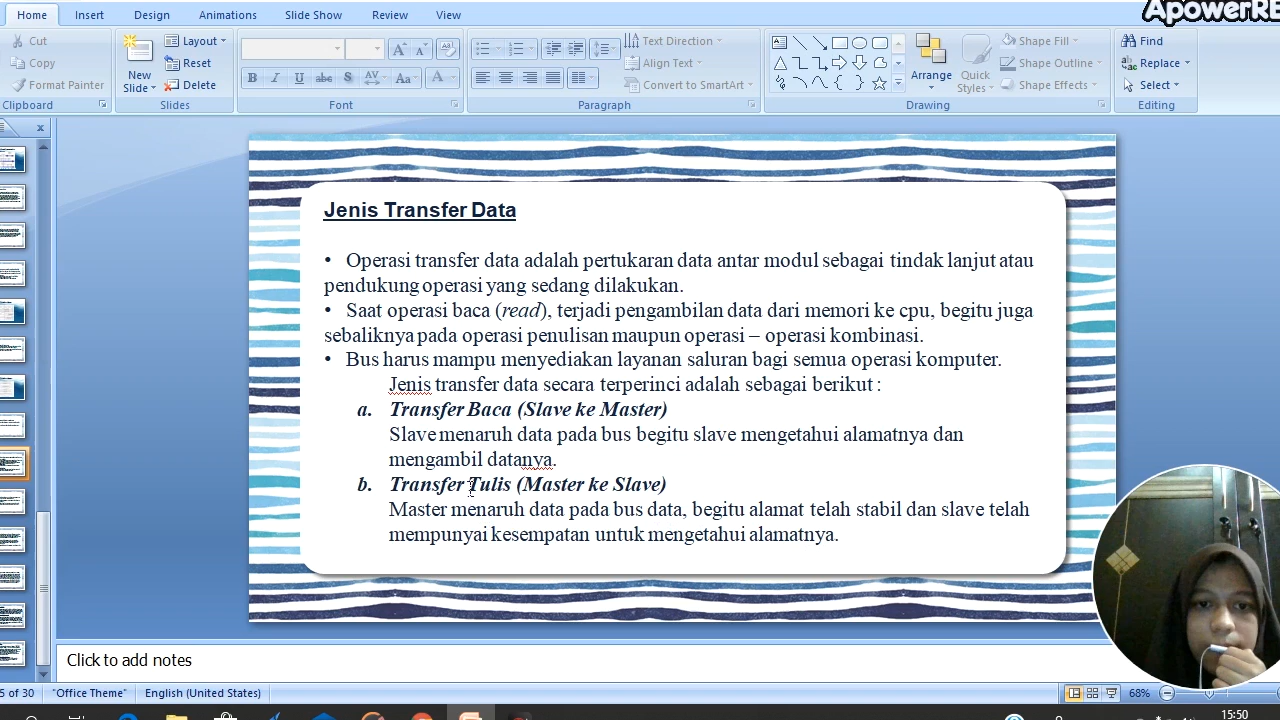 ApowerRE
Home Insert Design Animations Slide Show Review View
Cut
Copy
Format Painter
Clipboard
New
Slide
Layout
Reset
Delete
Slides
B I U abc S AV Aa A
Font
Text Direction
Align Text
Convert to SmartArt
Paragraph
Arrange
Quick
Styles
Shape Fill
Shape Outline
Shape Effects
Drawing
Find
Replace
Select
Editing
Jenis Transfer Data
• Operasi transfer data adalah pertukaran data antar modul sebagai tindak lanjut atau
pendukung operasi yang sedang dilakukan.
• Saat operasi baca (read), terjadi pengambilan data dari memori ke cpu, begitu juga
sebaliknya pada operasi penulisan maupun operasi – operasi kombinasi.
• Bus harus mampu menyediakan layanan saluran bagi semua operasi komputer.
Jenis transfer data secara terperinci adalah sebagai berikut :
a. Transfer Baca (Slave ke Master)
Slave menaruh data pada bus begitu slave mengetahui alamatnya dan
mengambil datanya.
b. Transfer Tulis (Master ke Slave)
Master menaruh data pada bus data, begitu alamat telah stabil dan slave telah
mempunyai kesempatan untuk mengetahui alamatnya.
Click to add notes
5 of 30 "Office Theme" English (United States) 68%
15:50